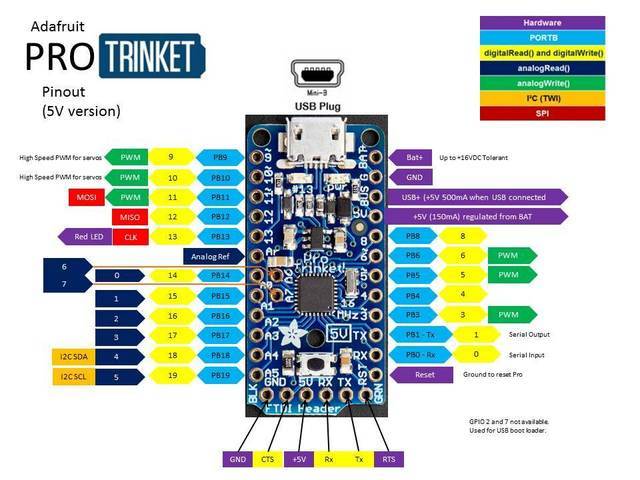 Adafruit
PRO TRINKET
Pinout
(5V version)
Mini-B
USB Plug
Hardware
PORTB
digitalRead() and digitalWrite()
analogRead()
analogWrite()
I²C (TWI)
SPI
High Speed PWM for servos PWM 9 PB9
High Speed PWM for servos PWM 10 PB10
MOSI PWM 11 PB11
MISO 12 PB12
Red LED CLK 13 PB13
Analog Ref
6
7
0 14 PB14
1 15 PB15
2 16 PB16
3 17 PB17
I2C SDA 4 18 PB18
I2C SCL 5 19 PB19
Bat+ Up to +16VDC Tolerant
GND
USB+ (+5V 500mA when USB connected
+5V (150mA) regulated from BAT
PB8 8
PB6 6 PWM
PB5 5 PWM
PB4 4
PB3 3 PWM
PB1 - Tx 1 Serial Output
PB0 - Rx 0 Serial Input
Reset Ground to reset Pro
9
10
11
12
13
A0
A1
A2
A3
A4
A5
#13
pwr
BAT
G
BUS
8
6
5
4
3
TX
RX
RST
Pro
Trinket
A7
A6
16
MHz
5V
BLK GND 5V RX TX GRN
FTDI Header
GND CTS +5V Rx Tx RTS
GPIO 2 and 7 not available.
Used for USB boot loader.